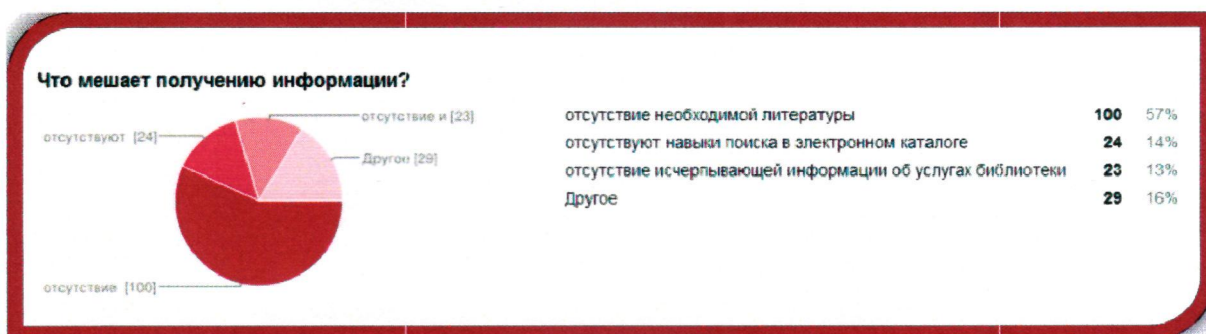 Что мешает получению информации?
отсутствие и [23]
отсутствуют [24]
Другое [29]
отсутствие [100]
отсутствие необходимой литературы 100 57%
отсутствуют навыки поиска в электронном каталоге 24 14%
отсутствие исчерпывающей информации об услугах библиотеки 23 13%
Другое 29 16%